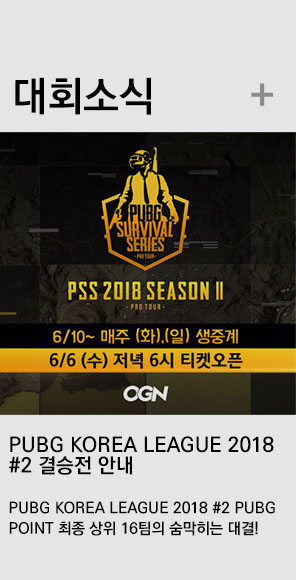 대회소식
+
PUBG
SURVIVAL
SERIES
- PRO TOUR -
PSS 2018 SEASON II
- PRO TOUR -
6/10~ 매주 (화),(일) 생중계
6/6 (수) 저녁 6시 티켓오픈
OGN
PUBG KOREA LEAGUE 2018
#2 결승전 안내
PUBG KOREA LEAGUE 2018 #2 PUBG
POINT 최종 상위 16팀의 숨막히는 대결!